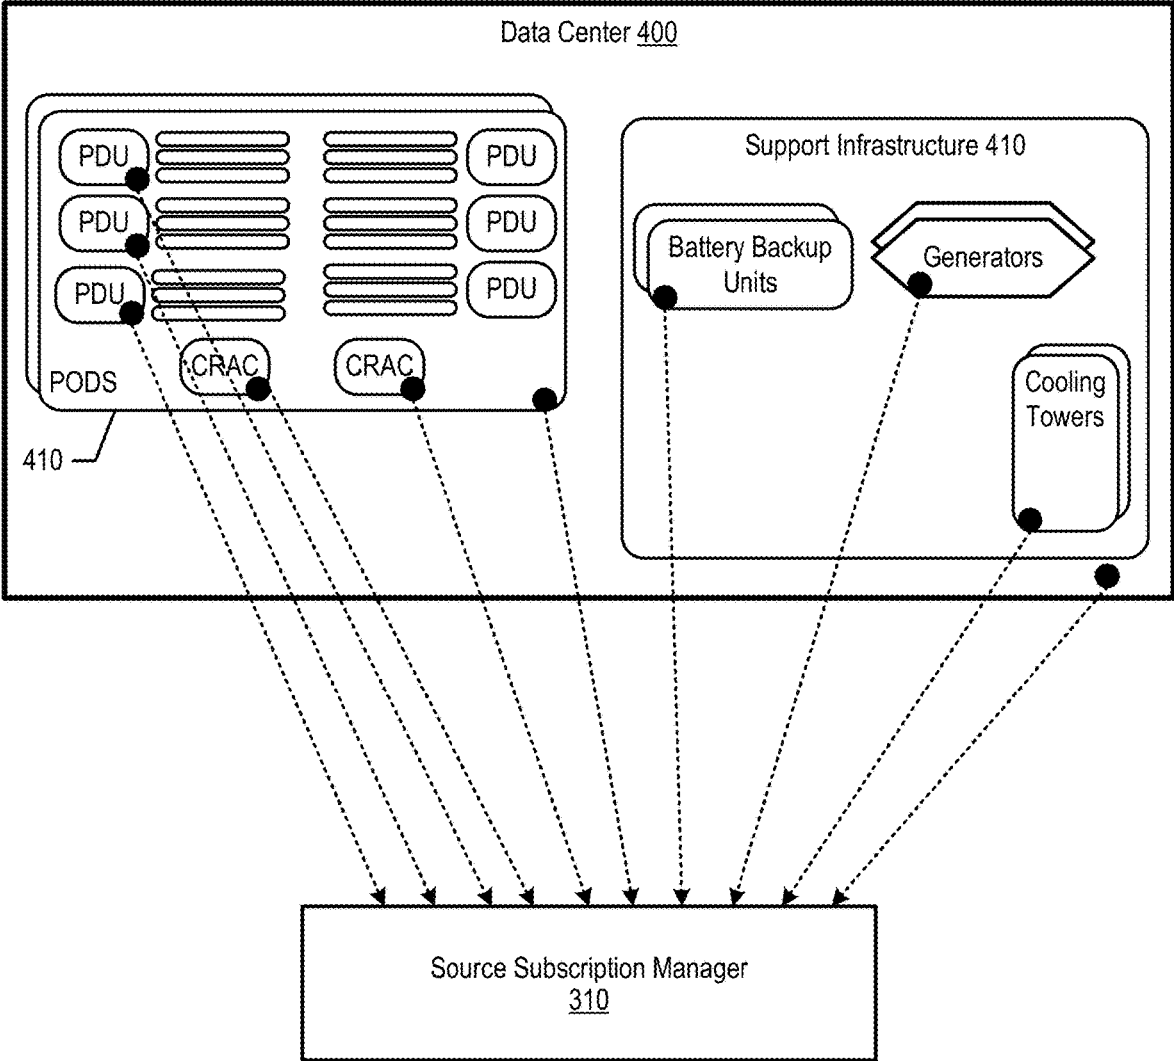 Data Center 400
PDU
PDU
PDU
PDU
PDU
PDU
CRAC
CRAC
PODS
410
Support Infrastructure 410
Battery Backup
Units
Generators
Cooling
Towers
Source Subscription Manager
310